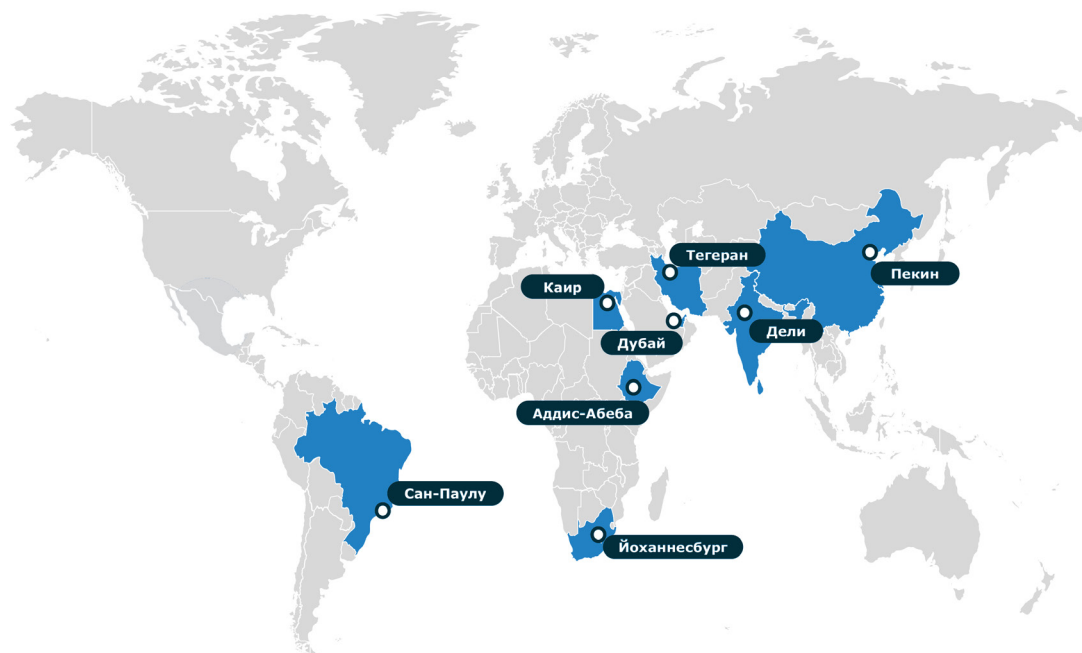 Тегеран
Пекин
Каир
Дубай
Дели
Аддис-Абеба
Сан-Паулу
Йоханнесбург